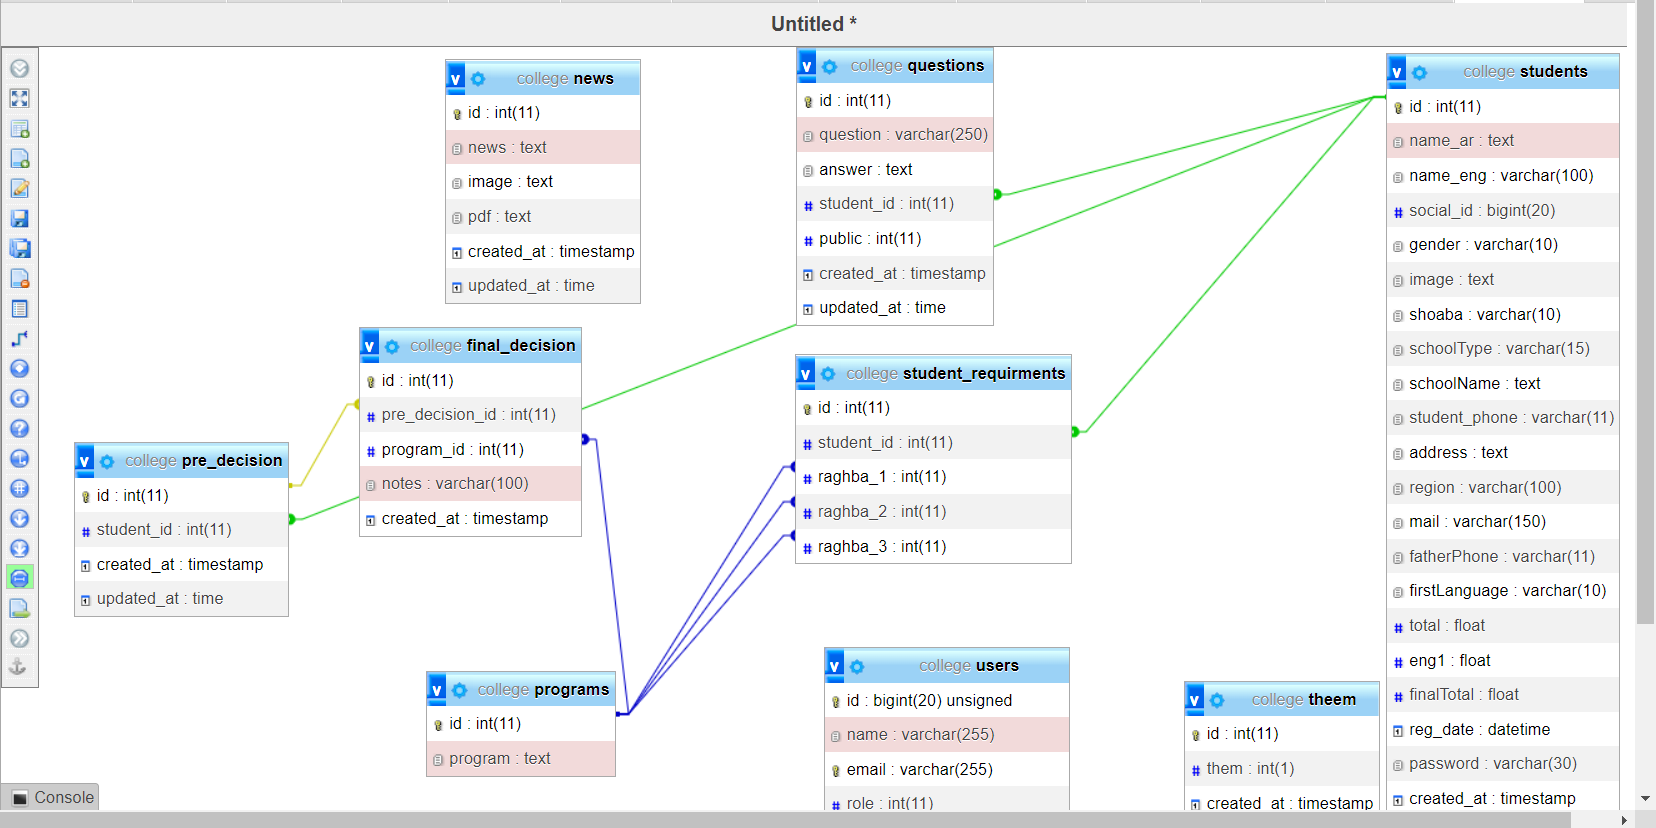 Untitled *
college news
id : int(11)
news : text
image : text
pdf : text
created_at : timestamp
updated_at : time
college questions
id : int(11)
question : varchar(250)
answer : text
student_id : int(11)
public : int(11)
created_at : timestamp
updated_at : time
college students
id : int(11)
name_ar : text
name_eng : varchar(100)
social_id : bigint(20)
gender : varchar(10)
image : text
shoaba : varchar(10)
schoolType : varchar(15)
schoolName : text
student_phone : varchar(11)
address : text
region : varchar(100)
mail : varchar(150)
fatherPhone : varchar(11)
firstLanguage : varchar(10)
total : float
eng1 : float
finalTotal : float
reg_date : datetime
password : varchar(30)
created_at : timestamp
college final_decision
id : int(11)
pre_decision_id : int(11)
program_id : int(11)
notes : varchar(100)
created_at : timestamp
college student_requirments
id : int(11)
student_id : int(11)
raghba_1 : int(11)
raghba_2 : int(11)
raghba_3 : int(11)
college pre_decision
id : int(11)
student_id : int(11)
created_at : timestamp
updated_at : time
college programs
id : int(11)
program : text
college users
id : bigint(20) unsigned
name : varchar(255)
email : varchar(255)
role : int(11)
college theem
id : int(11)
them : int(1)
created_at : timestamp
Console